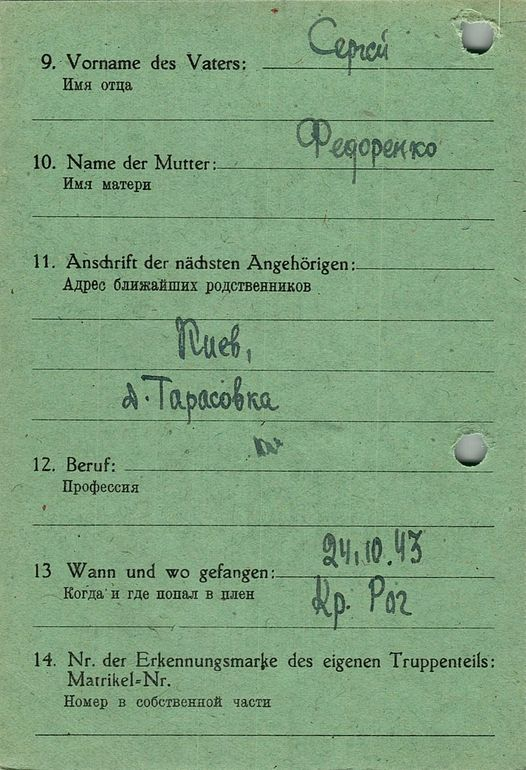 9. Vorname des Vaters: Сергей
Имя отца
10. Name der Mutter: Федоренко
Имя матери
11. Anschrift der nächsten Angehörigen:
Адрес ближайших родственников
Киев,
д. Тарасовка
12. Beruf:
Профессия
24.10.43
13 Wann und wo gefangen:
Когда и где попал в плен Кр. Рог
14. Nr. der Erkennungsmarke des eigenen Truppenteils:
Matrikel-Nr.
Номер в собственной части